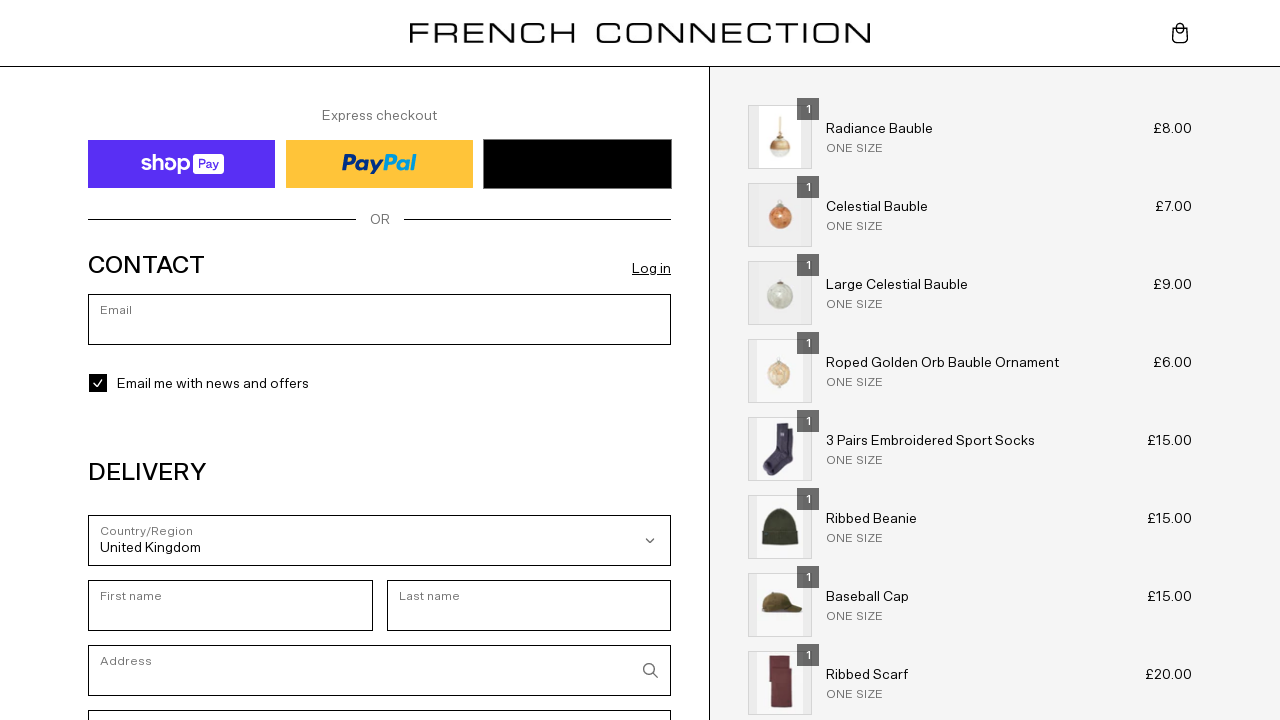 FRENCH CONNECTION
Express checkout
shop Pay
PayPal
OR
CONTACT
Log in
Email
Email me with news and offers
DELIVERY
Country/Region
United Kingdom
First name
Last name
Address
1
Radiance Bauble
£8.00
ONE SIZE
1
Celestial Bauble
£7.00
ONE SIZE
1
Large Celestial Bauble
£9.00
ONE SIZE
1
Roped Golden Orb Bauble Ornament
£6.00
ONE SIZE
1
3 Pairs Embroidered Sport Socks
£15.00
ONE SIZE
1
Ribbed Beanie
£15.00
ONE SIZE
1
Baseball Cap
£15.00
ONE SIZE
1
Ribbed Scarf
£20.00
ONE SIZE